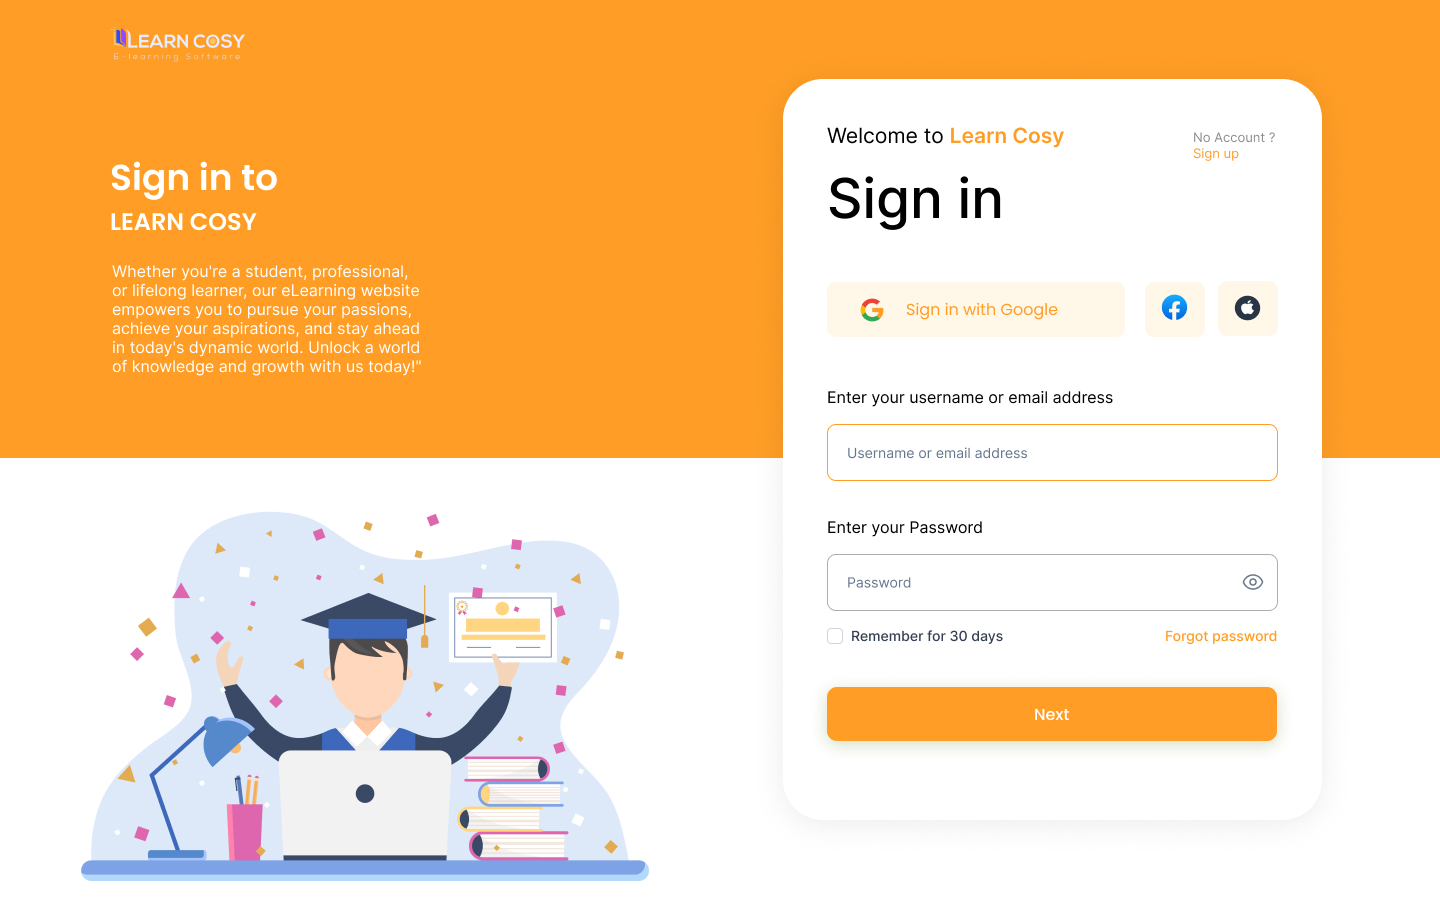 LEARN COSY
E-learning Software
Sign in to
LEARN COSY
Whether you're a student, professional,
or lifelong learner, our eLearning website
empowers you to pursue your passions,
achieve your aspirations, and stay ahead
in today's dynamic world. Unlock a world
of knowledge and growth with us today!"
Welcome to Learn Cosy
No Account ?
Sign up
Sign in
Sign in with Google
Enter your username or email address
Username or email address
Enter your Password
Password
Remember for 30 days
Forgot password
Next